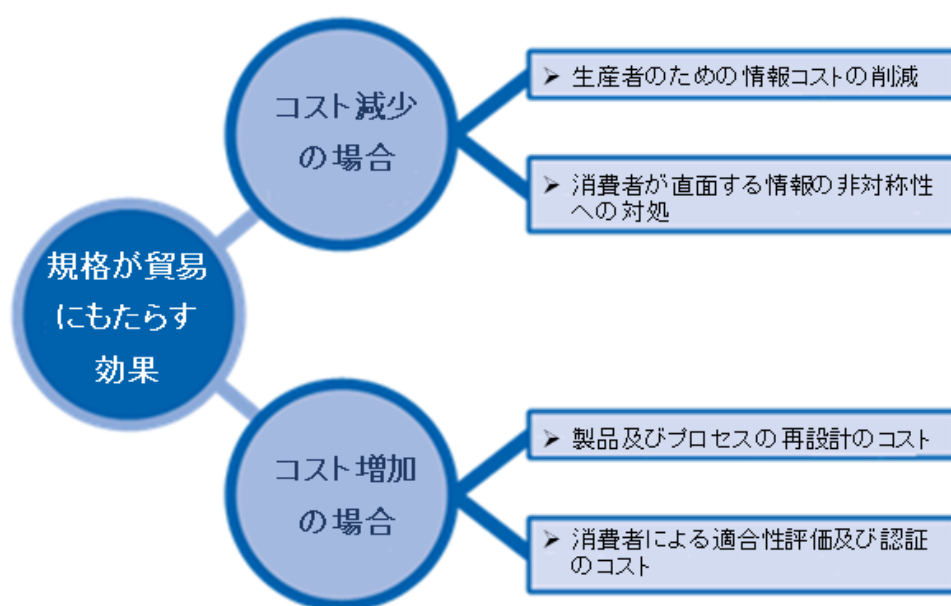 規格が貿易
にもたらす
効果
コスト減少
の場合
➤ 生産者のための情報コストの削減
➤ 消費者が直面する情報の非対称性
への対処
コスト増加
の場合
➤ 製品及びプロセスの再設計のコスト
➤ 消費者による適合性評価及び認証
のコスト